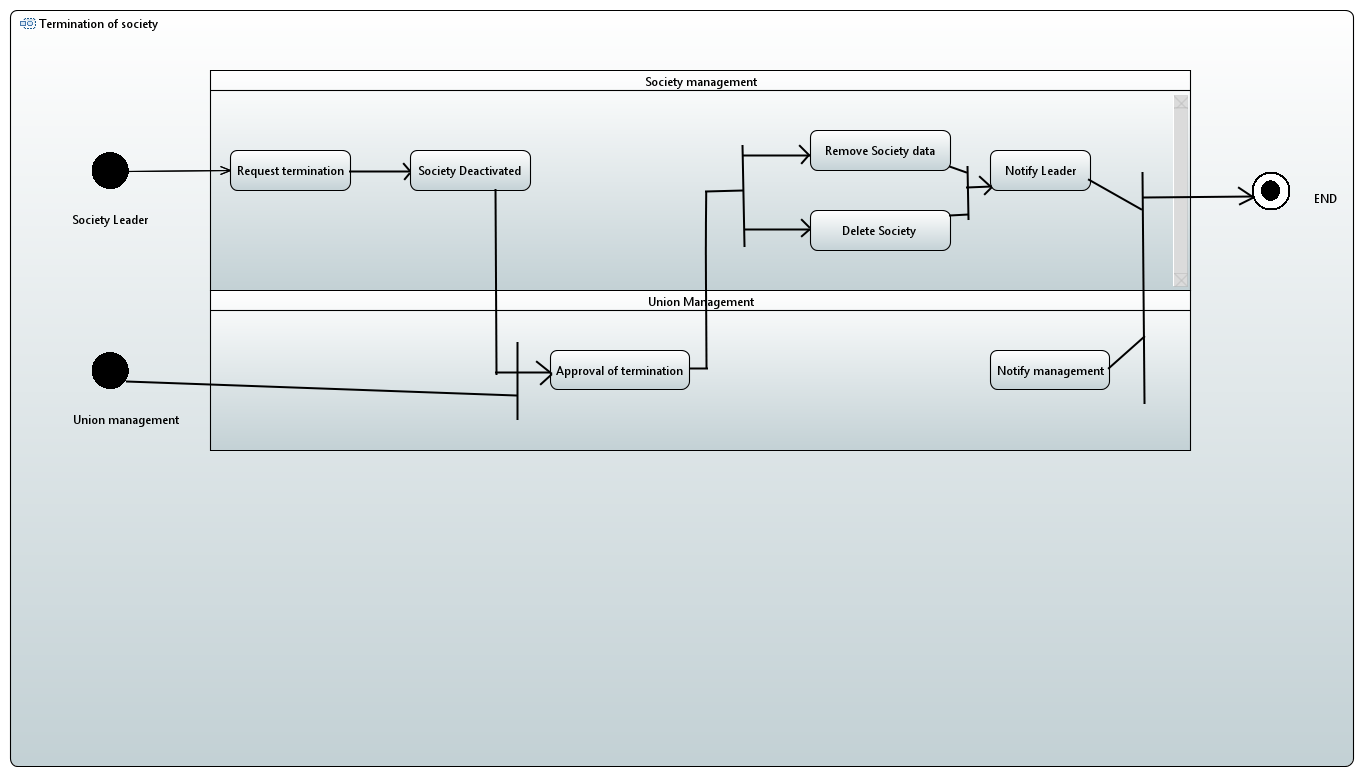 Termination of society
Society management
Request termination
Society Deactivated
Remove Society data
Delete Society
Notify Leader
Society Leader
END
Union Management
Approval of termination
Notify management
Union management